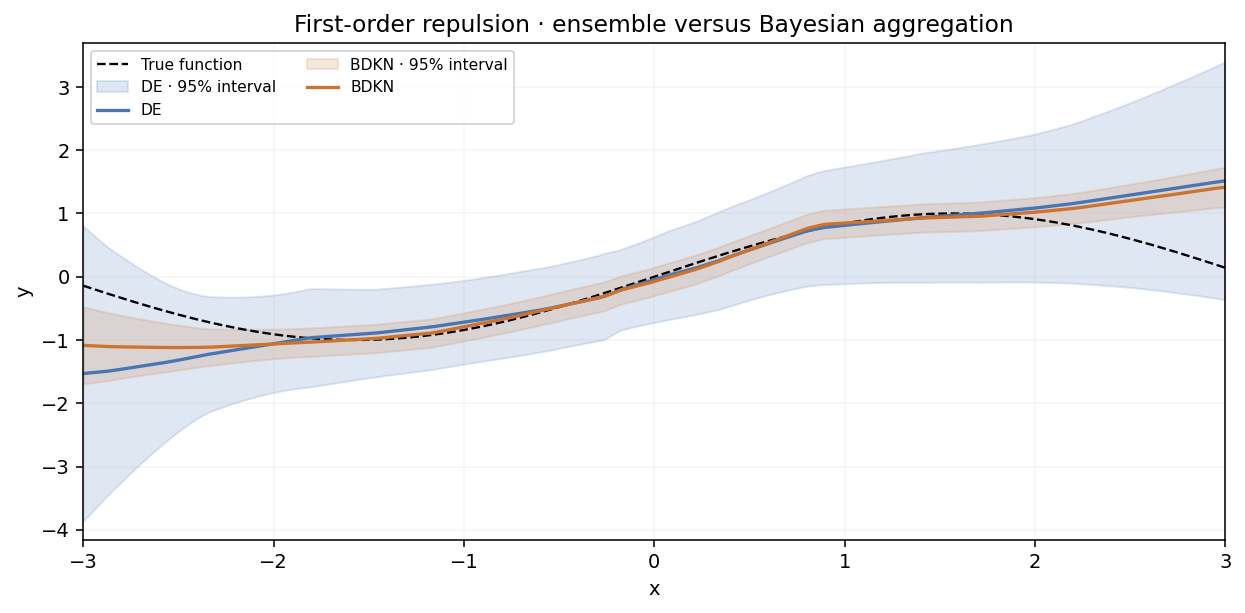 First-order repulsion · ensemble versus Bayesian aggregation
True function
DE · 95% interval
DE
BDKN · 95% interval
BDKN
y
3
2
1
0
−1
−2
−3
−4
−3
−2
−1
0
1
2
3
x